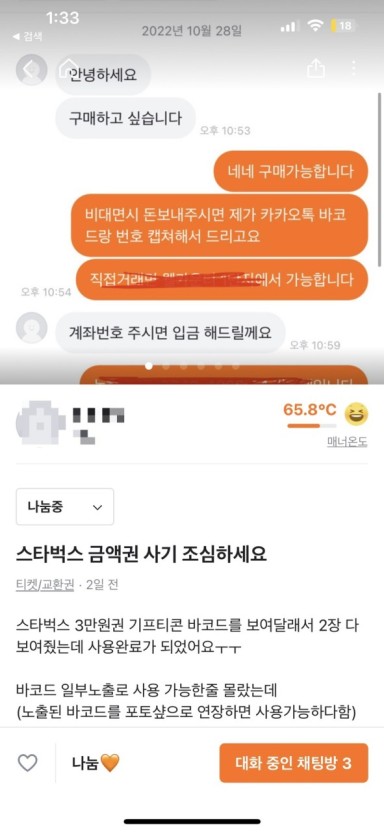 1:33
검색
18
2022년 10월 28일
안녕하세요
구매하고 싶습니다
오후 10:53
네네 구매가능합니다
비대면시 돈보내주시면 제가 카카오톡 바코
드랑 번호 캡쳐해서 드리고요
직접거래면
에서 가능합니다
오후 10:54
계좌번호 주시면 입금 해드릴께요
오후 10:59
65.8°C
매너온도
나눔중
스타벅스 금액권 사기 조심하세요
티켓/교환권 · 2일 전
스타벅스 3만원권 기프티콘 바코드를 보여달래서 2장 다
보여줬는데 사용완료가 되었어요ㅜㅜ
바코드 일부노출로 사용 가능한줄 몰랐는데
(노출된 바코드를 포토샾으로 연장하면 사용가능하다함)
나눔🧡
대화 중인 채팅방 3